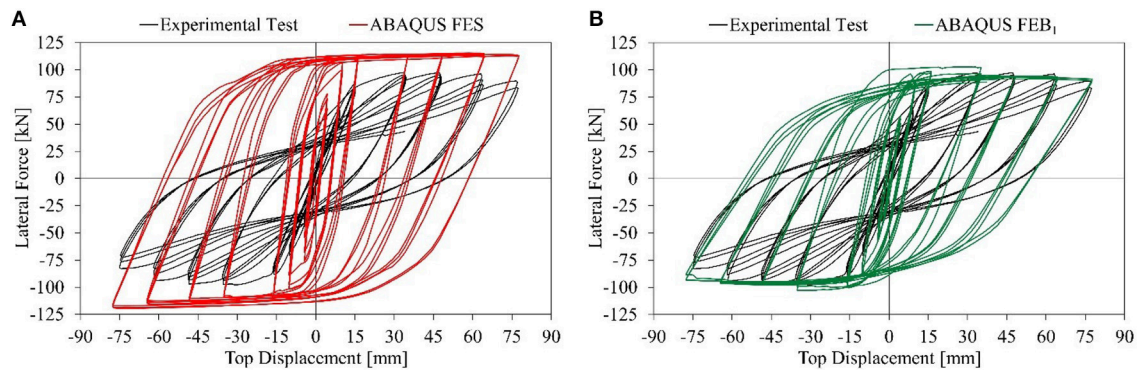 A
Experimental Test ABAQUS FES
125
100
75
50
25
0
-25
-50
-75
-100
-125
Lateral Force [kN]
-90 -75 -60 -45 -30 -15 0 15 30 45 60 75 90
Top Displacement [mm]
B
Experimental Test ABAQUS FEB₁
125
100
75
50
25
0
-25
-50
-75
-100
-125
Lateral Force [kN]
-90 -75 -60 -45 -30 -15 0 15 30 45 60 75 90
Top Displacement [mm]